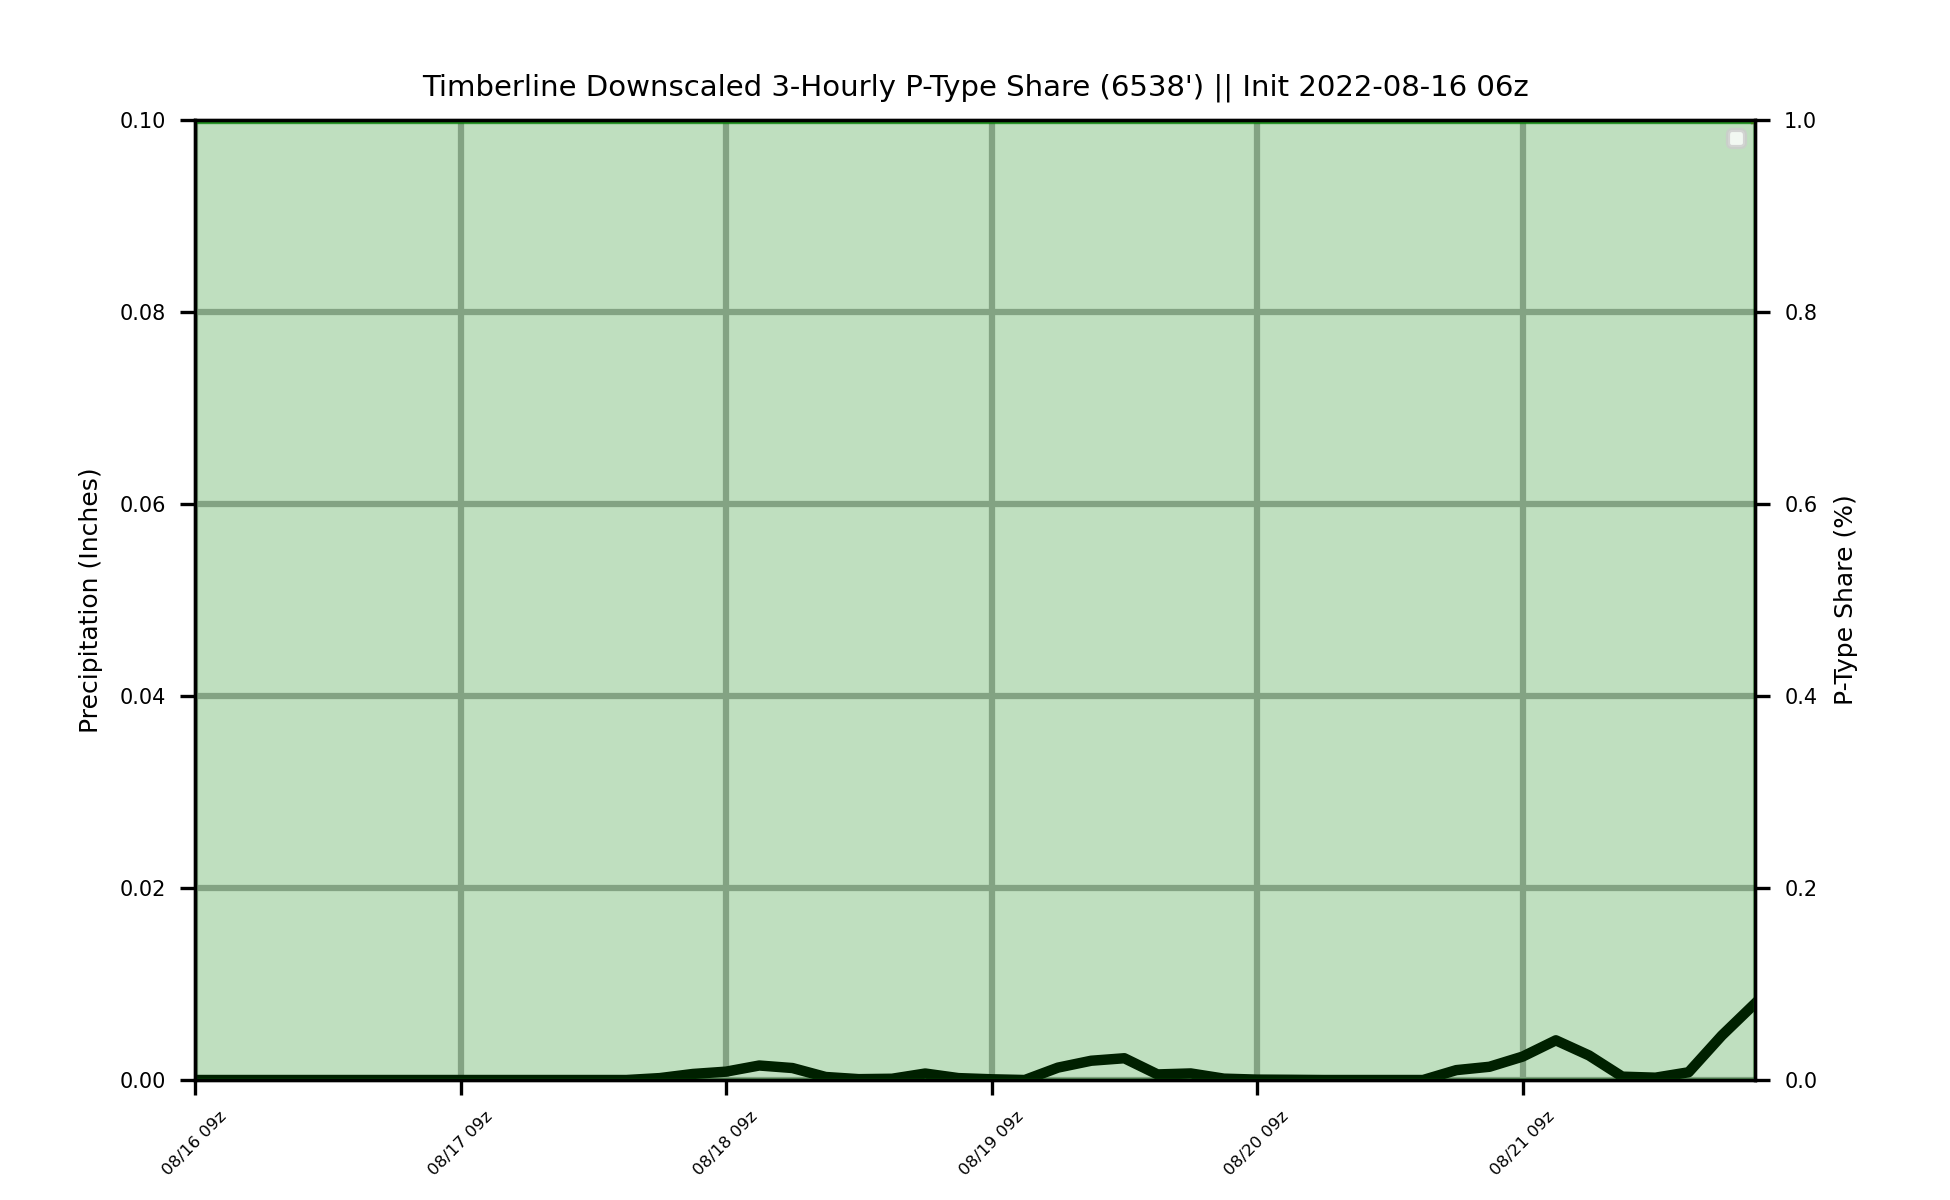 Timberline Downscaled 3-Hourly P-Type Share (6538') || Init 2022-08-16 06z
Precipitation (Inches)
0.10
0.08
0.06
0.04
0.02
0.00
1.0
0.8
0.6
0.4
0.2
0.0
P-Type Share (%)
08/16 09z
08/17 09z
08/18 09z
08/19 09z
08/20 09z
08/21 09z